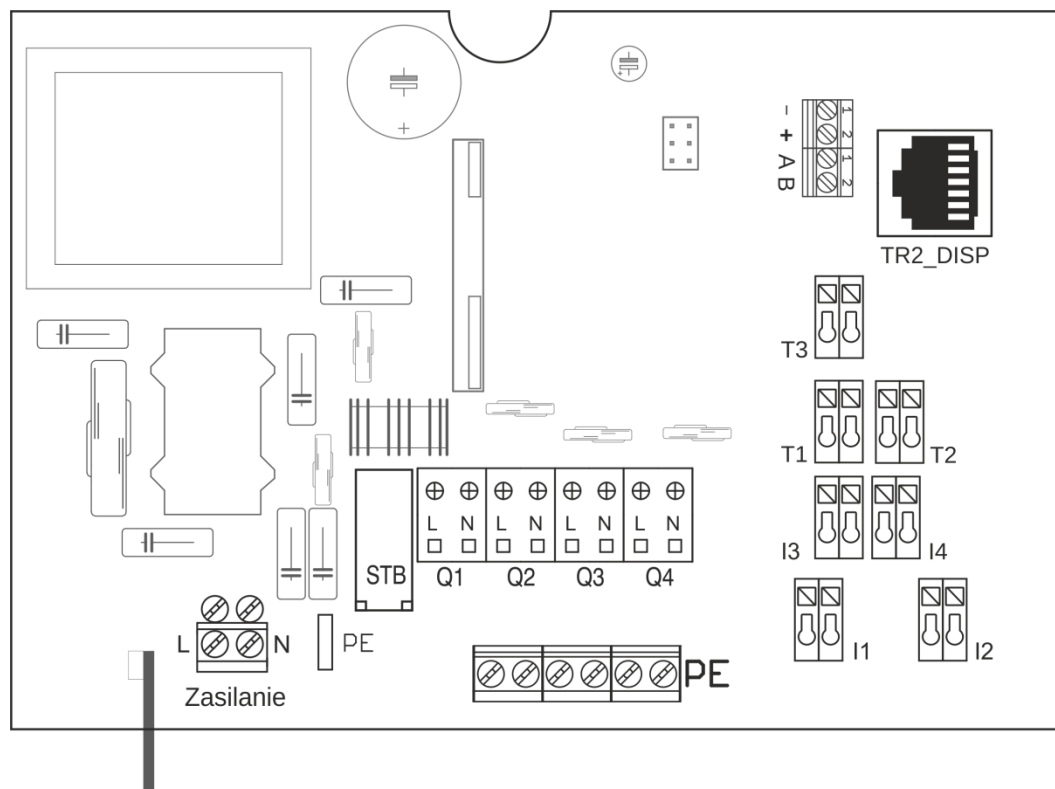 - 1
+ 2
A 1
B 2
TR2_DISP
T3
T1 T2
L N L N L N L N
I3 I4
STB Q1 Q2 Q3 Q4
L N PE
I1 I2
PE
Zasilanie